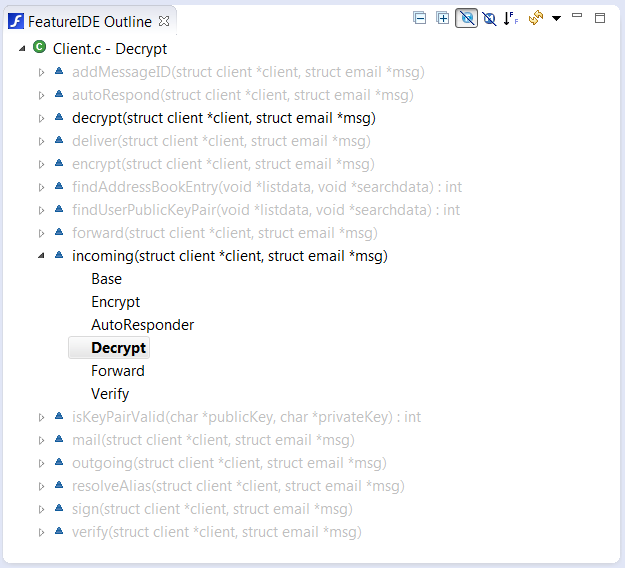 FeatureIDE Outline
Client.c - Decrypt
addMessageID(struct client *client, struct email *msg)
autoRespond(struct client *client, struct email *msg)
decrypt(struct client *client, struct email *msg)
deliver(struct client *client, struct email *msg)
encrypt(struct client *client, struct email *msg)
findAddressBookEntry(void *listdata, void *searchdata) : int
findUserPublicKeyPair(void *listdata, void *searchdata) : int
forward(struct client *client, struct email *msg)
incoming(struct client *client, struct email *msg)
Base
Encrypt
AutoResponder
Decrypt
Forward
Verify
isKeyPairValid(char *publicKey, char *privateKey) : int
mail(struct client *client, struct email *msg)
outgoing(struct client *client, struct email *msg)
resolveAlias(struct client *client, struct email *msg)
sign(struct client *client, struct email *msg)
verify(struct client *client, struct email *msg)